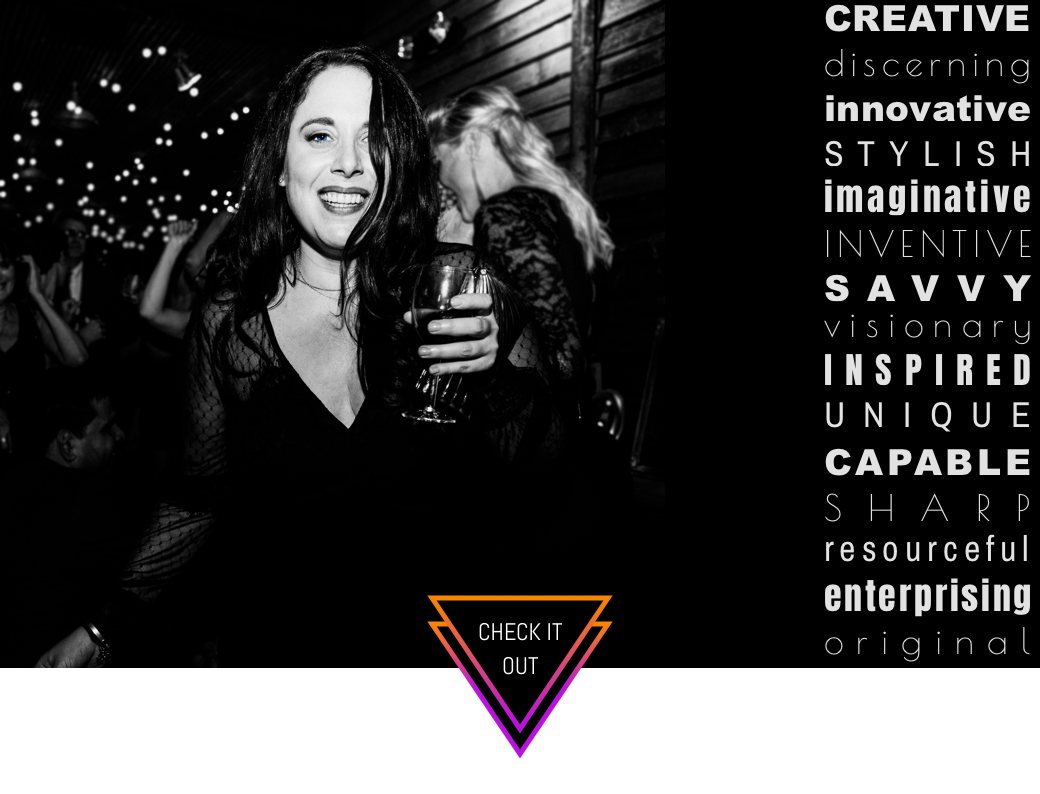 CREATIVE
discerning
innovative
STYLISH
imaginative
INVENTIVE
SAVVY
visionary
INSPIRED
UNIQUE
CAPABLE
SHARP
resourceful
enterprising
original
CHECK IT
OUT